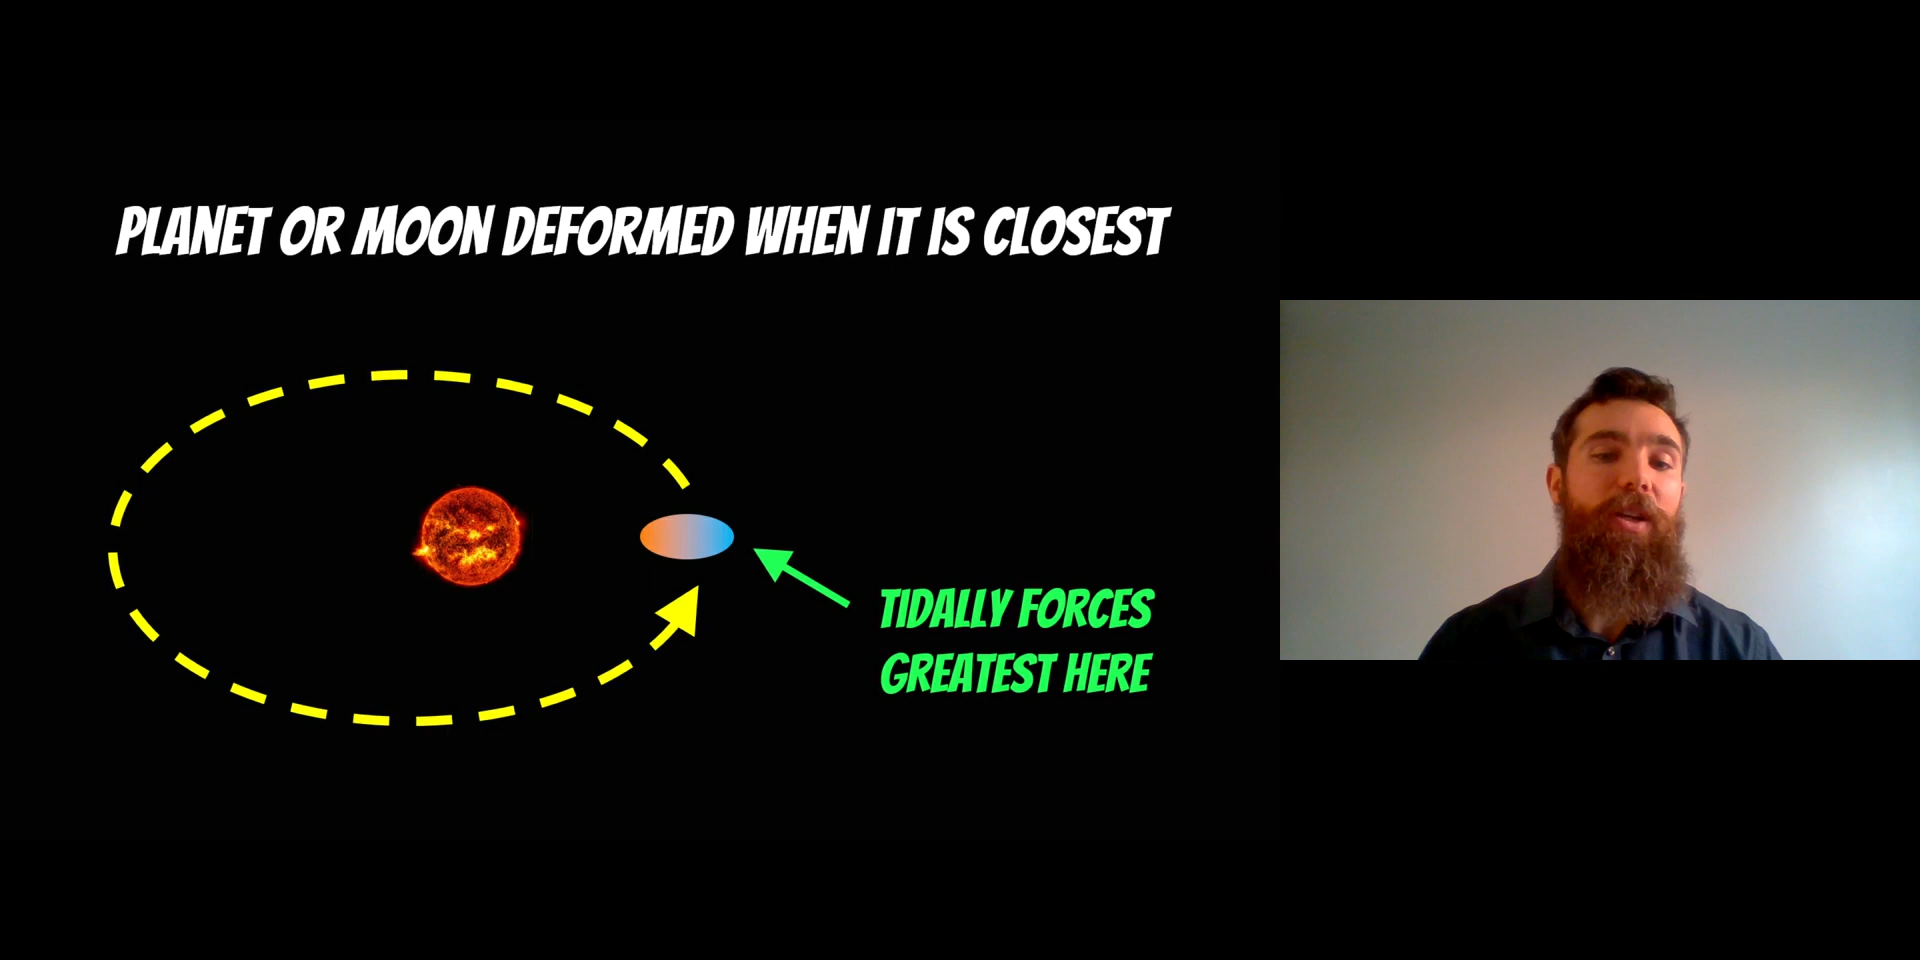 PLANET OR MOON DEFORMED WHEN IT IS CLOSEST
TIDALLY FORCES
GREATEST HERE